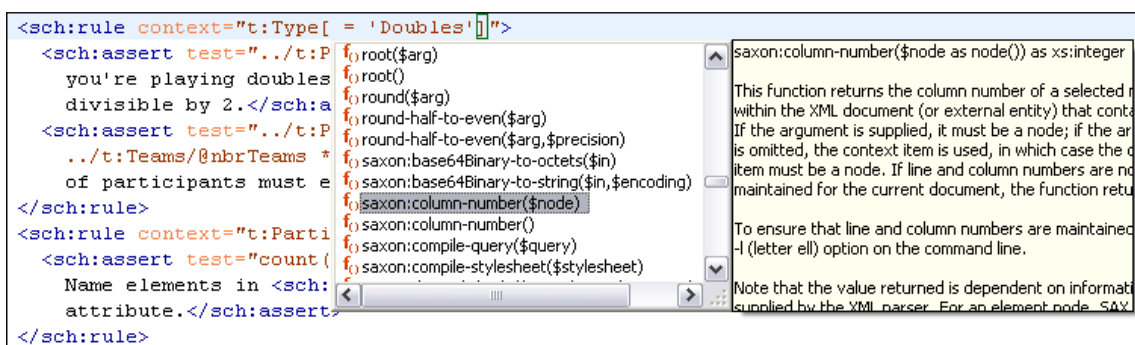 <sch:rule context="t:Type[ = 'Doubles']">
<sch:assert test="../t:P
you're playing doubles
divisible by 2.</sch:a
<sch:assert test="../t:P
../t:Teams/@nbrTeams *
of participants must e
</sch:rule>
<sch:rule context="t:Parti
<sch:assert test="count(
Name elements in <sch:
attribute.</sch:assert>
</sch:rule>
f() root($arg)
f() root()
f() round($arg)
f() round-half-to-even($arg)
f() round-half-to-even($arg,$precision)
f() saxon:base64Binary-to-octets($in)
f() saxon:base64Binary-to-string($in,$encoding)
f() saxon:column-number($node)
f() saxon:column-number()
f() saxon:compile-query($query)
f() saxon:compile-stylesheet($stylesheet)
saxon:column-number($node as node()) as xs:integer
This function returns the column number of a selected
within the XML document (or external entity) that conta
If the argument is supplied, it must be a node; if the ar
is omitted, the context item is used, in which case the
item must be a node. If line and column numbers are no
maintained for the current document, the function retu
To ensure that line and column numbers are maintained
-l (letter ell) option on the command line.
Note that the value returned is dependent on informati
supplied by the XML parser. For an element node, SAX